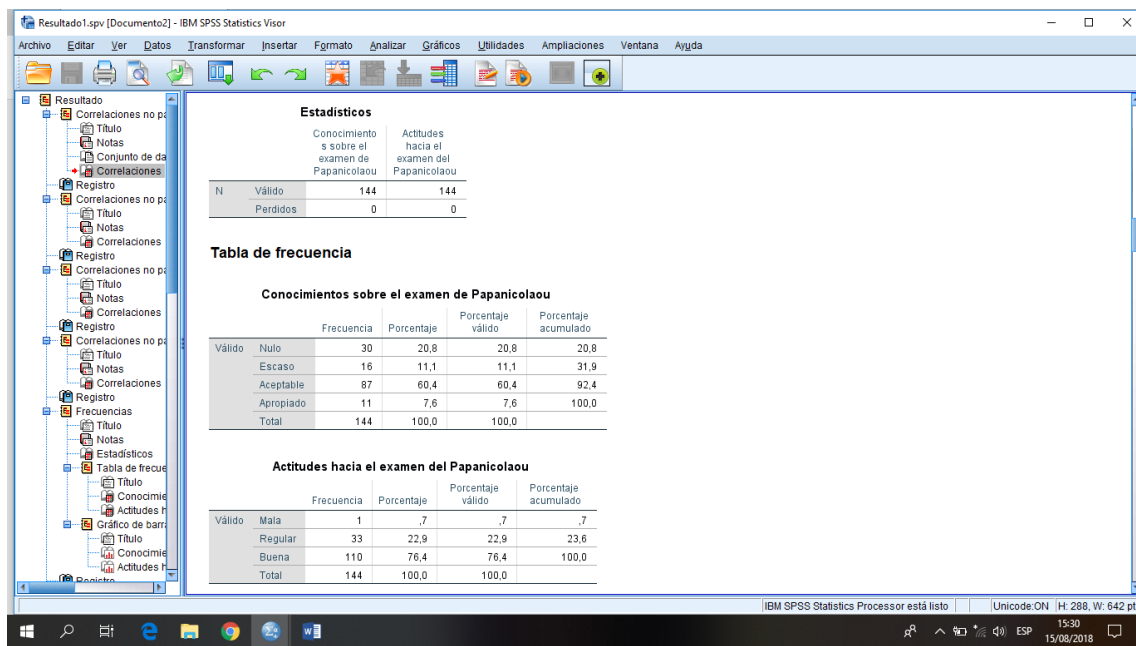 Resultado1.spv [Documento2] - IBM SPSS Statistics Visor
Archivo Editar Ver Datos Transformar Insertar Formato Analizar Gráficos Utilidades Ampliaciones Ventana Ayuda
Resultado
Correlaciones no pa
Título
Notas
Conjunto de da
Correlaciones
Registro
Correlaciones no pa
Título
Notas
Correlaciones
Registro
Correlaciones no pa
Título
Notas
Correlaciones
Registro
Correlaciones no pa
Título
Notas
Correlaciones
Registro
Frecuencias
Título
Notas
Estadísticos
Tabla de frecue
Título
Conocimie
Actitudes h
Gráfico de barra
Título
Conocimie
Actitudes h
Registro
Estadísticos
Conocimiento
s sobre el
examen de
Papanicolaou
Actitudes
hacia el
examen del
Papanicolaou
N Válido 144 144
Perdidos 0 0
Tabla de frecuencia
Conocimientos sobre el examen de Papanicolaou
Frecuencia Porcentaje Porcentaje válido Porcentaje acumulado
Válido Nulo 30 20,8 20,8 20,8
Escaso 16 11,1 11,1 31,9
Aceptable 87 60,4 60,4 92,4
Apropiado 11 7,6 7,6 100,0
Total 144 100,0 100,0
Actitudes hacia el examen del Papanicolaou
Frecuencia Porcentaje Porcentaje válido Porcentaje acumulado
Válido Mala 1 ,7 ,7 ,7
Regular 33 22,9 22,9 23,6
Buena 110 76,4 76,4 100,0
Total 144 100,0 100,0
IBM SPSS Statistics Processor está listo Unicode:ON H: 288, W: 642 pt
ESP 15:30
15/08/2018